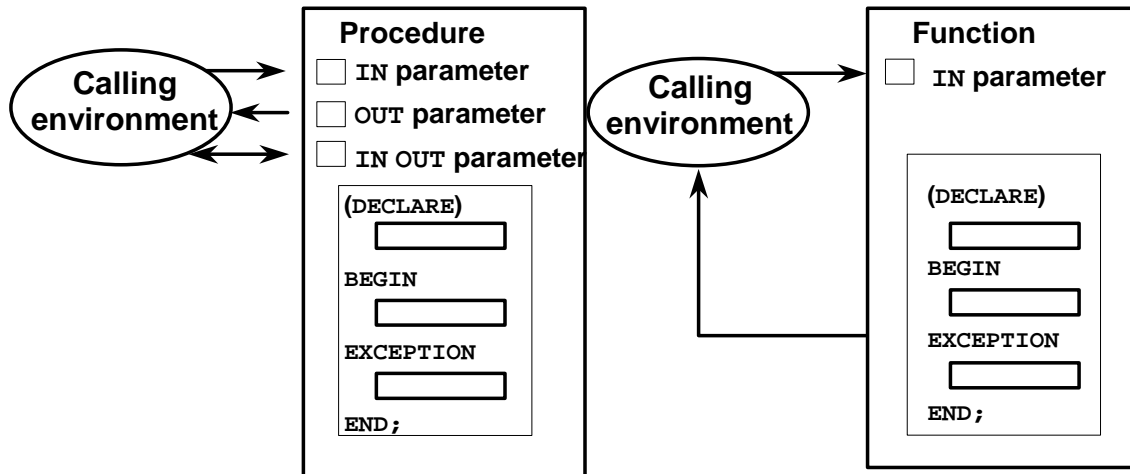 Calling
environment
Procedure
IN parameter
OUT parameter
IN OUT parameter
(DECLARE)
BEGIN
EXCEPTION
END;
Calling
environment
Function
IN parameter
(DECLARE)
BEGIN
EXCEPTION
END;